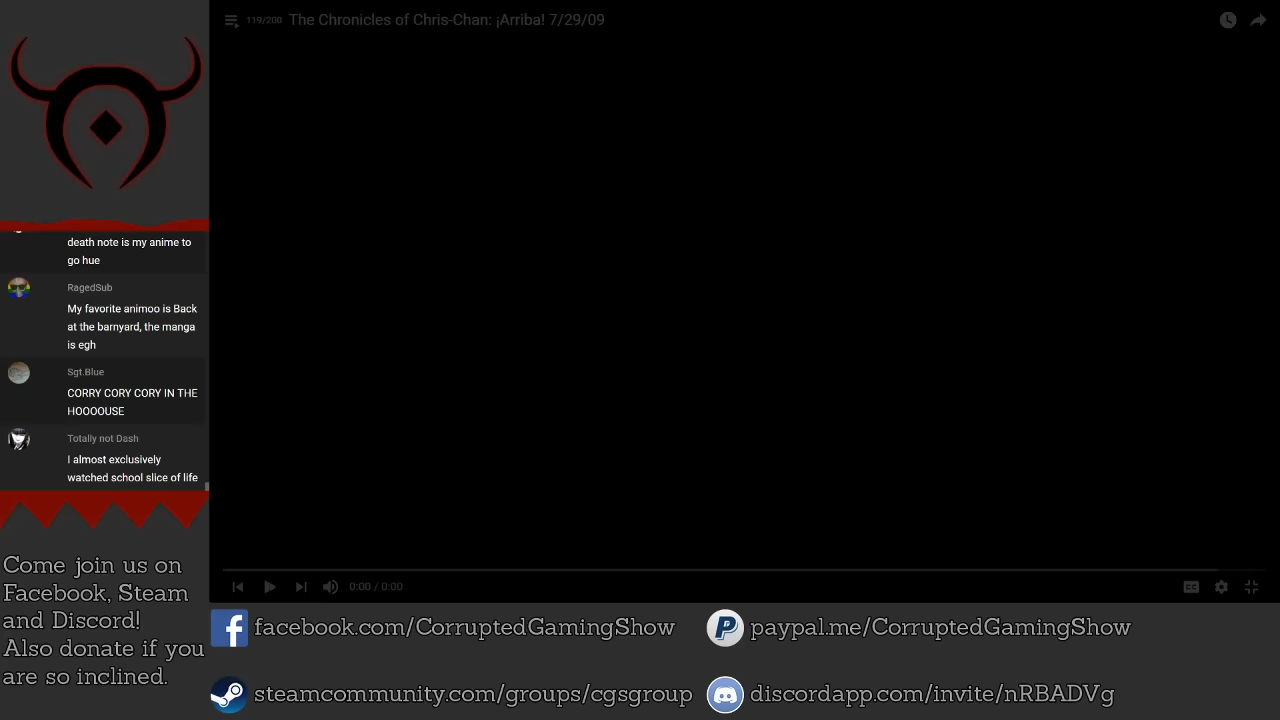 119/200 The Chronicles of Chris-Chan: ¡Arriba! 7/29/09
death note is my anime to
go hue
RagedSub
My favorite animoo is Back
at the barnyard, the manga
is egh
Sgt.Blue
CORRY CORY CORY IN THE
HOOOOUSE
Totally not Dash
I almost exclusively
watched school slice of life
Come join us on
Facebook, Steam
and Discord!
Also donate if you
are so inclined.
0:00 / 0:00
CC
facebook.com/CorruptedGamingShow
paypal.me/CorruptedGamingShow
steamcommunity.com/groups/cgsgroup
discordapp.com/invite/nRBADVg